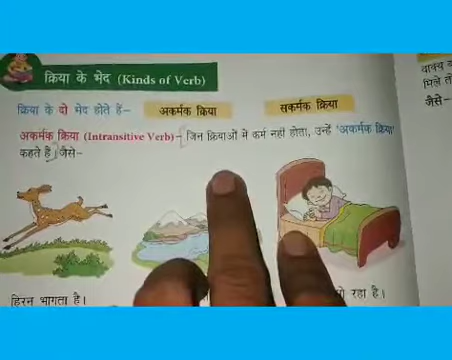 क्रिया के भेद (Kinds of Verb)
क्रिया के दो भेद होते हैं–
अकर्मक क्रिया
सकर्मक क्रिया
अकर्मक क्रिया (Intransitive Verb)– जिन क्रियाओं में कर्म नहीं होता, उन्हें 'अकर्मक क्रिया'
कहते हैं। जैसे–
हिरन भागता है।
रहा है।
वाक्य
जैसे–